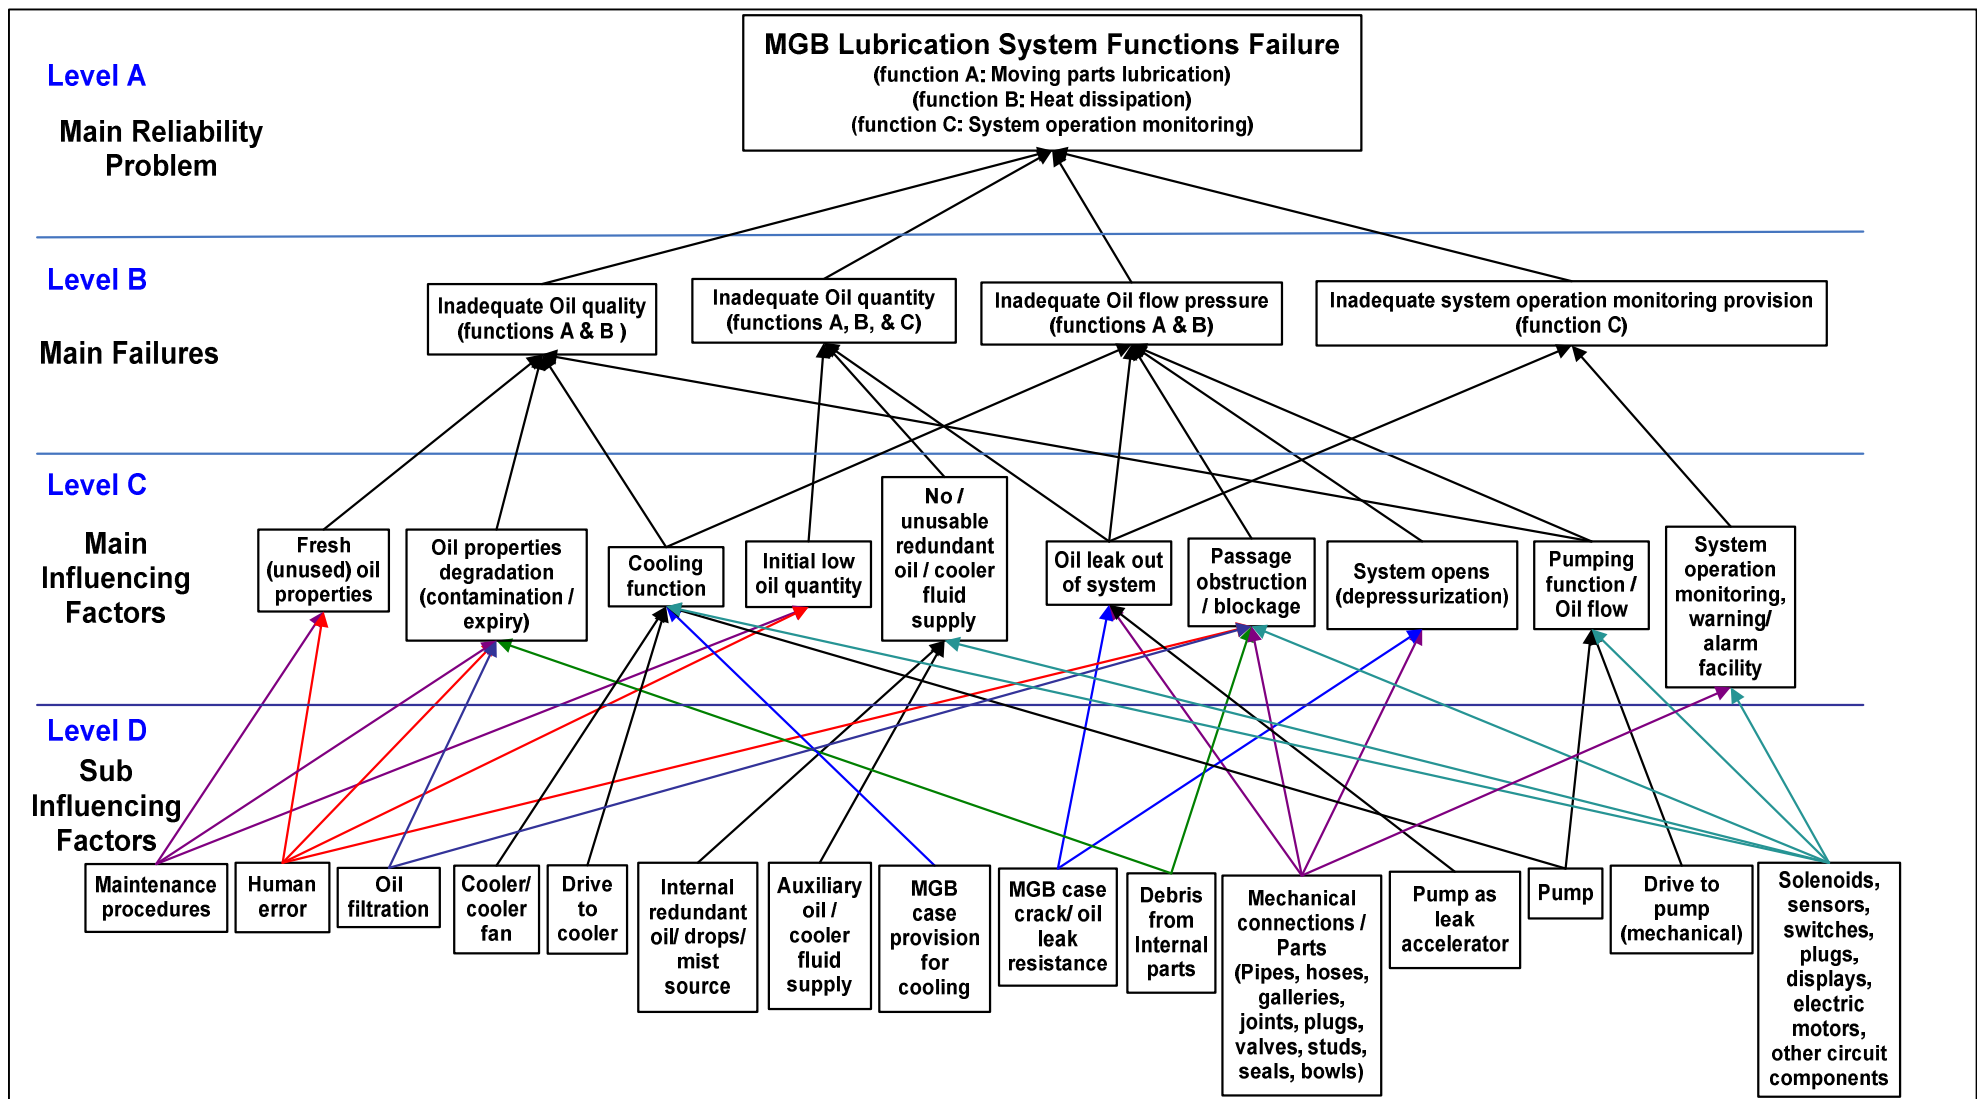 MGB Lubrication System Functions Failure
(function A: Moving parts lubrication)
(function B: Heat dissipation)
(function C: System operation monitoring)
Level A
Main Reliability
Problem
Level B
Main Failures
Inadequate Oil quality
(functions A & B )
Inadequate Oil quantity
(functions A, B, & C)
Inadequate Oil flow pressure
(functions A & B)
Inadequate system operation monitoring provision
(function C)
Level C
Main
Influencing
Factors
Fresh
(unused) oil
properties
Oil properties
degradation
(contamination /
expiry)
Cooling
function
Initial low
oil quantity
No /
unusable
redundant
oil / cooler
fluid
supply
Oil leak out
of system
Passage
obstruction
/ blockage
System opens
(depressurization)
Pumping
function /
Oil flow
System
operation
monitoring,
warning/
alarm
facility
Level D
Sub
Influencing
Factors
Maintenance
procedures
Human
error
Oil
filtration
Cooler/
cooler
fan
Drive
to
cooler
Internal
redundant
oil/ drops/
mist
source
Auxiliary
oil /
cooler
fluid
supply
MGB
case
provision
for
cooling
MGB case
crack/ oil
leak
resistance
Debris
from
Internal
parts
Mechanical
connections /
Parts
(Pipes, hoses,
galleries,
joints, plugs,
valves, studs,
seals, bowls)
Pump as
leak
accelerator
Pump
Drive to
pump
(mechanical)
Solenoids,
sensors,
switches,
plugs,
displays,
electric
motors,
other circuit
components